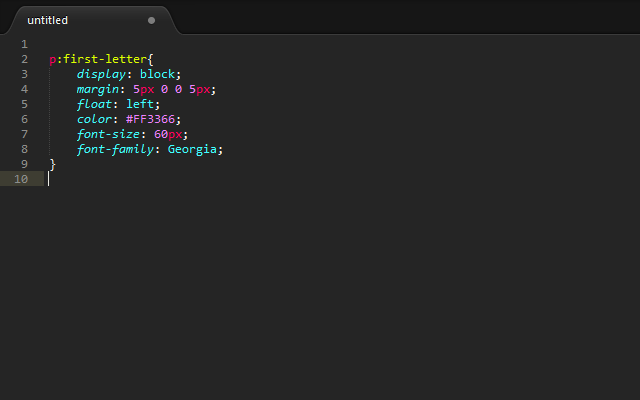 untitled
1
2 p:first-letter{
3 display: block;
4 margin: 5px 0 0 5px;
5 float: left;
6 color: #FF3366;
7 font-size: 60px;
8 font-family: Georgia;
9 }
10